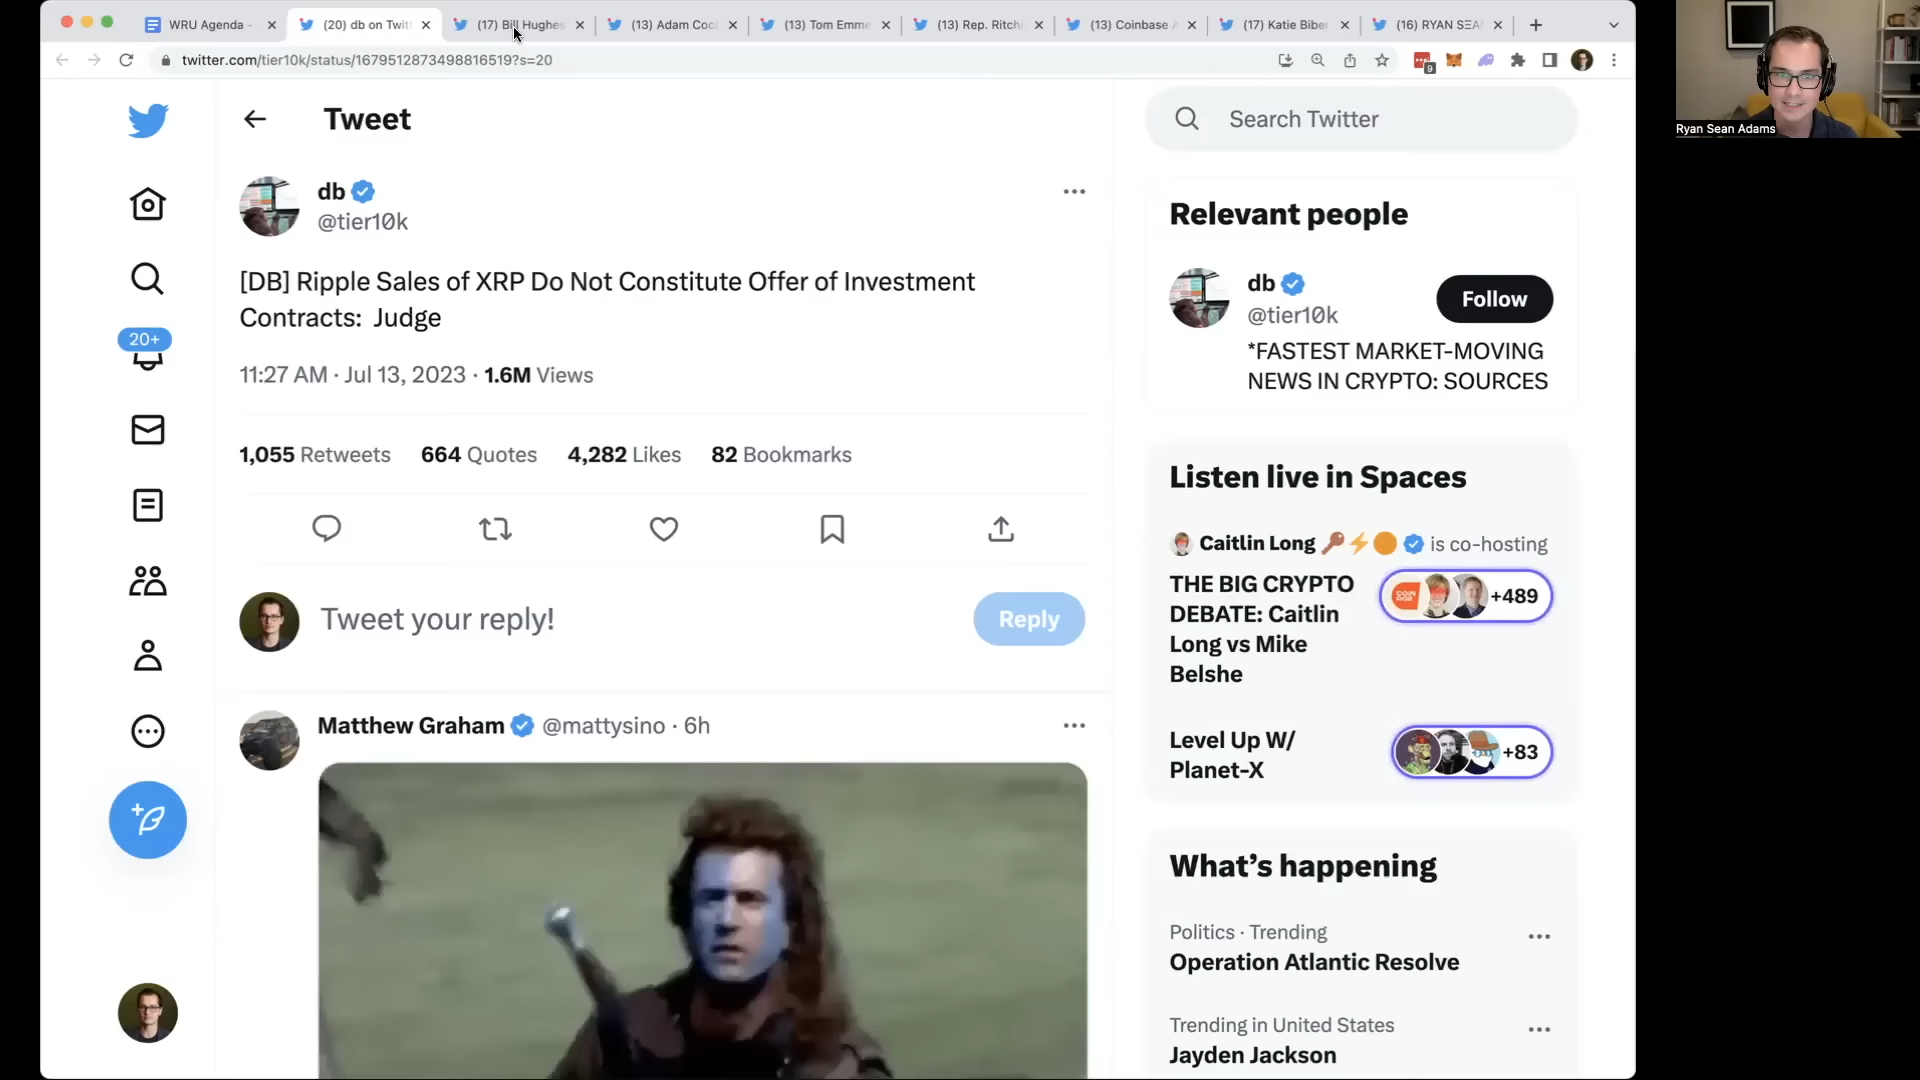 WRU Agenda -
(20) db on Twit
(17) Bill Hughes
(13) Adam Coc
(13) Tom Emme
(13) Rep. Ritchi
(13) Coinbase A
(17) Katie Biber
(16) RYAN SΞA
twitter.com/tier10k/status/1679512873498816519?s=20
9
Ryan Sean Adams
Tweet
Search Twitter
db
@tier10k
[DB] Ripple Sales of XRP Do Not Constitute Offer of Investment
Contracts: Judge
11:27 AM · Jul 13, 2023 · 1.6M Views
1,055 Retweets 664 Quotes 4,282 Likes 82 Bookmarks
20+
Tweet your reply!
Reply
Matthew Graham @mattysino · 6h
Relevant people
db
@tier10k
Follow
*FASTEST MARKET-MOVING
NEWS IN CRYPTO: SOURCES
Listen live in Spaces
Caitlin Long is co-hosting
THE BIG CRYPTO
DEBATE: Caitlin
Long vs Mike
Belshe
+489
Level Up W/
Planet-X
+83
What's happening
Politics · Trending
Operation Atlantic Resolve
Trending in United States
Jayden Jackson